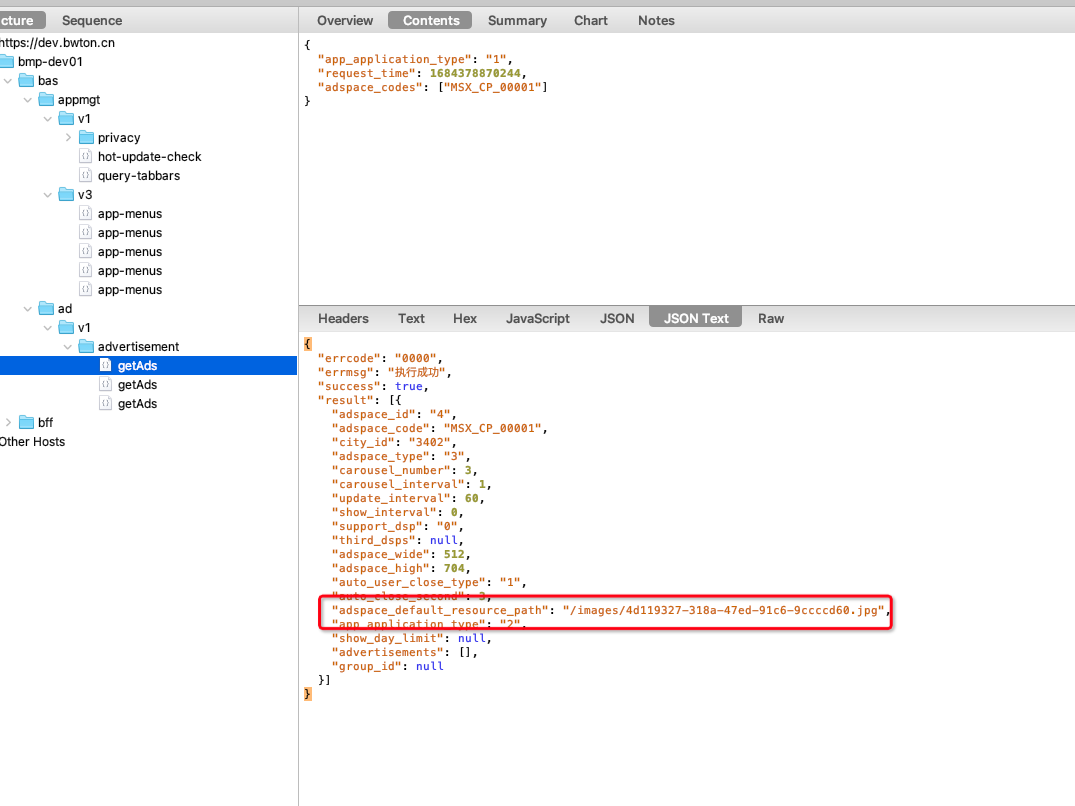 cture Sequence
https://dev.bwton.cn
bmp-dev01
bas
appmgt
v1
privacy
hot-update-check
query-tabbars
v3
app-menus
app-menus
app-menus
app-menus
app-menus
ad
v1
advertisement
getAds
getAds
getAds
bff
Other Hosts
Overview Contents Summary Chart Notes
{
"app_application_type": "1",
"request_time": 1684378870244,
"adspace_codes": ["MSX_CP_00001"]
}
Headers Text Hex JavaScript JSON JSON Text Raw
{
"errcode": "0000",
"errmsg": "执行成功",
"success": true,
"result": [{
"adspace_id": "4",
"adspace_code": "MSX_CP_00001",
"city_id": "3402",
"adspace_type": "3",
"carousel_number": 3,
"carousel_interval": 1,
"update_interval": 60,
"show_interval": 0,
"support_dsp": "0",
"third_dsps": null,
"adspace_wide": 512,
"adspace_high": 704,
"auto_user_close_type": "1",
"auto_close_second": 3,
"adspace_default_resource_path": "/images/4d119327-318a-47ed-91c6-9ccccd60.jpg",
"app_application_type": "2",
"show_day_limit": null,
"advertisements": [],
"group_id": null
}]
}